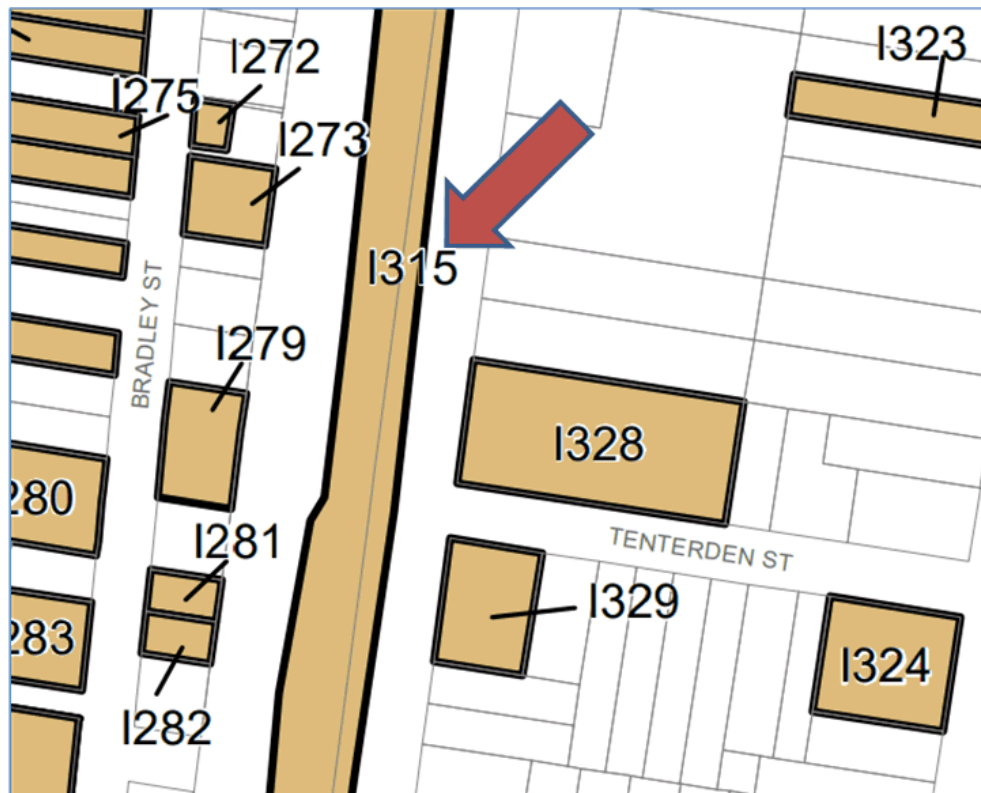 I272
I323
I275
I273
I315
BRADLEY ST
I279
I328
280
I281
TENTERDEN ST
I329
283
I324
I282